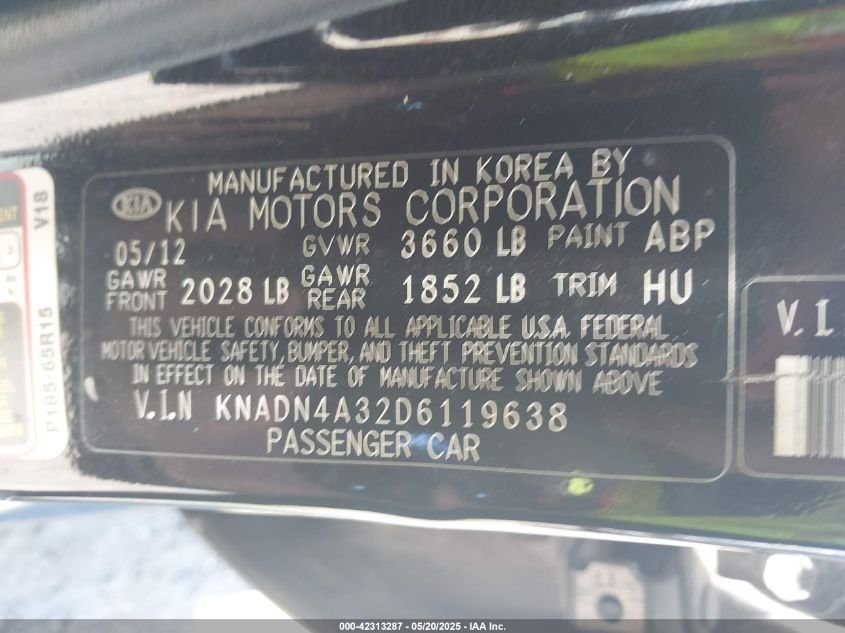 MANUFACTURED IN KOREA BY
KIA KIA MOTORS CORPORATION
05/12 GVWR 3660 LB PAINT ABP
GAWR FRONT 2028 LB GAWR REAR 1852 LB TRIM HU
THIS VEHICLE CONFORMS TO ALL APPLICABLE U.S.A. FEDERAL
MOTOR VEHICLE SAFETY, BUMPER, AND THEFT PREVENTION STANDARDS
IN EFFECT ON THE DATE OF MANUFACTURE SHOWN ABOVE
V.I.N KNADN4A32D6119638
PASSENGER CAR
V. I.
V18
P185 65R15
000-42313287 - 05/20/2025 - IAA Inc.